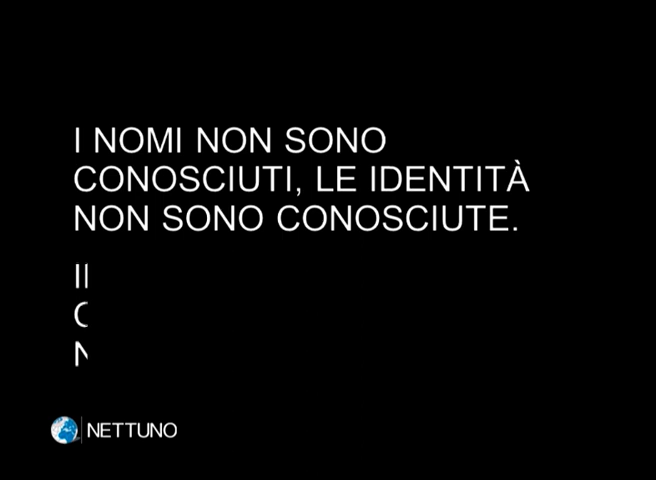 I NOMI NON SONO
CONOSCIUTI, LE IDENTITÀ
NON SONO CONOSCIUTE.
NETTUNO